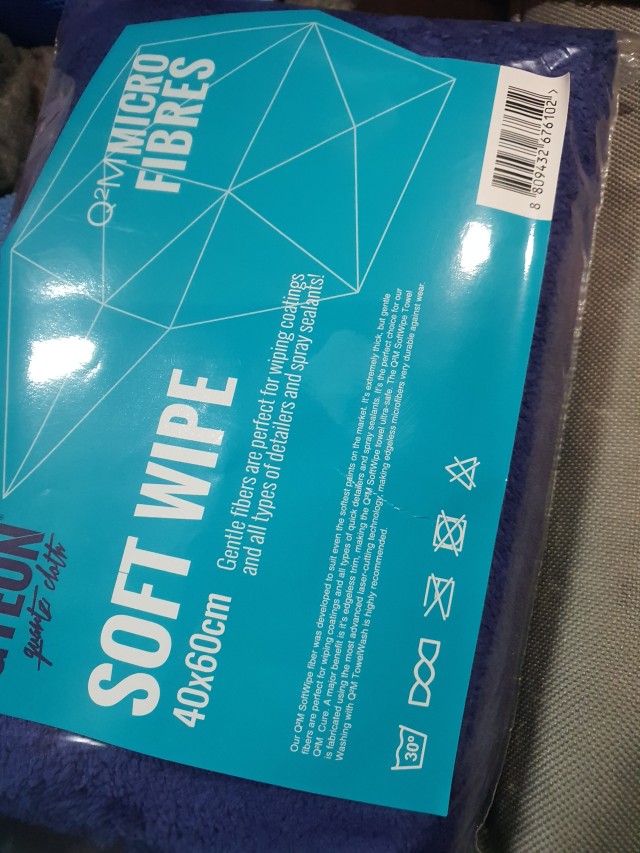 Q²M MICRO
FIBRES
8 809432 676102 >
GYEON
quartz cloth
SOFT WIPE
40x60cm
Gentle fibers are perfect for wiping coatings
and all types of detailers and spray sealants!
Our Q²M SoftWipe fiber was developed to suit even the softest paints on the market. It's extremely thick, but gentle
fibers are perfect for wiping coatings and all types of quick detailers and spray sealants. It's the perfect choice for our
Q²M Cure. A major benefit is it's edgeless trim, making the Q²M SoftWipe towel ultra-safe. The Q²M SoftWipe Towel
is fabricated using the most advanced laser-cutting technology, making edgeless microfibers very durable against wear.
Washing with Q²M TowelWash is highly recommended.
30°